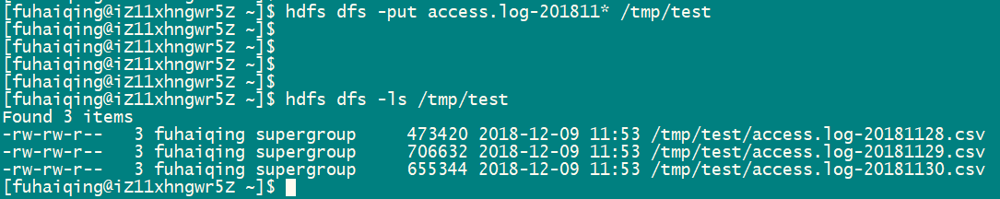 [fuhaiqing@iz11xhngwr5z ~]$ hdfs dfs -put access.log-201811* /tmp/test
[fuhaiqing@iz11xhngwr5z ~]$
[fuhaiqing@iz11xhngwr5z ~]$
[fuhaiqing@iz11xhngwr5z ~]$
[fuhaiqing@iz11xhngwr5z ~]$
[fuhaiqing@iz11xhngwr5z ~]$ hdfs dfs -ls /tmp/test
Found 3 items
-rw-rw-r--   3 fuhaiqing supergroup     473420 2018-12-09 11:53 /tmp/test/access.log-20181128.csv
-rw-rw-r--   3 fuhaiqing supergroup     706632 2018-12-09 11:53 /tmp/test/access.log-20181129.csv
-rw-rw-r--   3 fuhaiqing supergroup     655344 2018-12-09 11:53 /tmp/test/access.log-20181130.csv
[fuhaiqing@iz11xhngwr5z ~]$